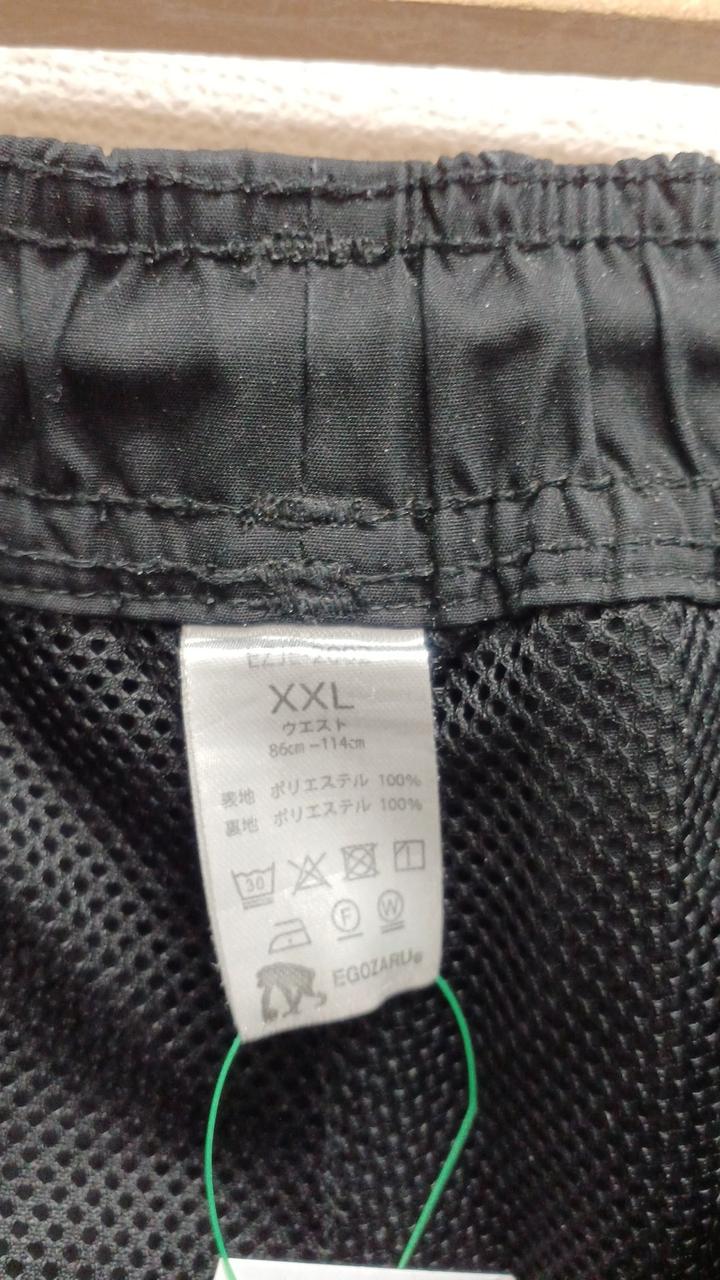 XXL
ウエスト
86cm-114cm
表地 ポリエステル 100%
裏地 ポリエステル 100%
30
F W
EGOZARU®